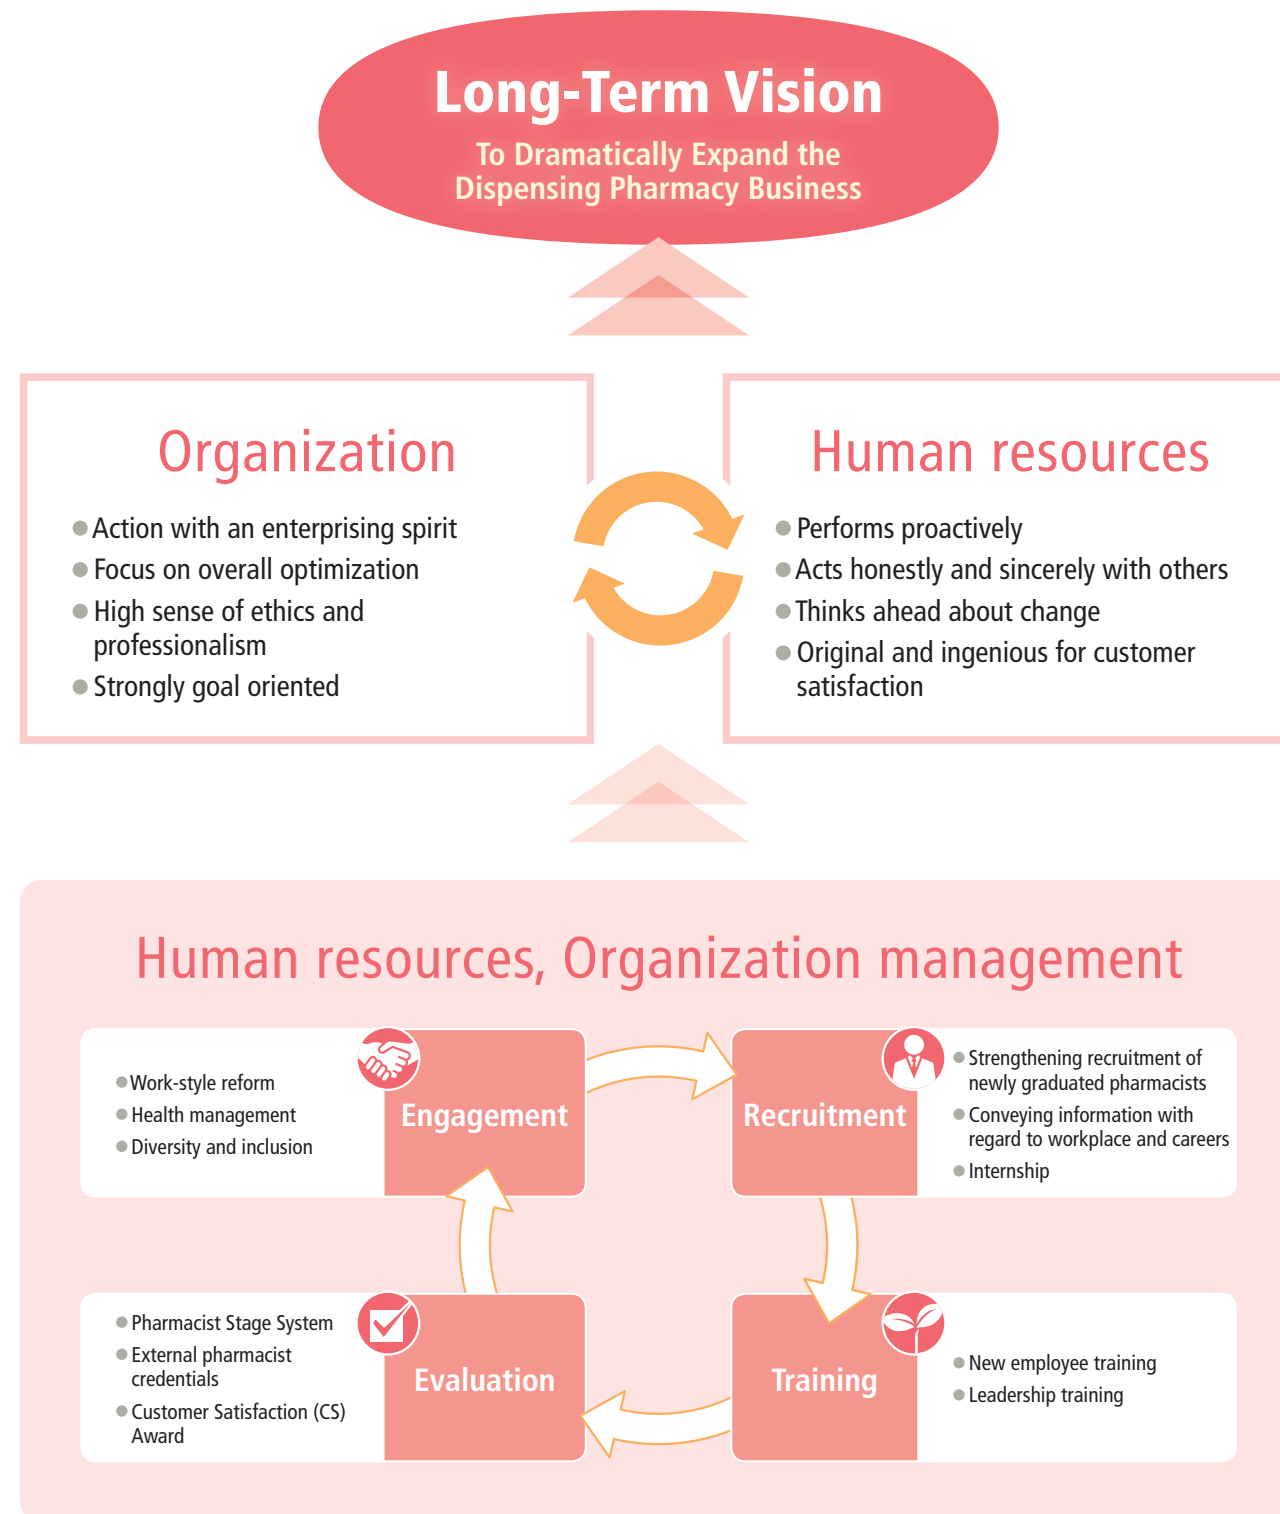 Long-Term Vision
To Dramatically Expand the
Dispensing Pharmacy Business
Organization
● Action with an enterprising spirit
● Focus on overall optimization
● High sense of ethics and
professionalism
● Strongly goal oriented
Human resources
● Performs proactively
● Acts honestly and sincerely with others
● Thinks ahead about change
● Original and ingenious for customer
satisfaction
Human resources, Organization management
● Work-style reform
● Health management
● Diversity and inclusion
Engagement
Recruitment
● Strengthening recruitment of
newly graduated pharmacists
● Conveying information with
regard to workplace and careers
● Internship
● Pharmacist Stage System
● External pharmacist
credentials
● Customer Satisfaction (CS)
Award
Evaluation
Training
● New employee training
● Leadership training